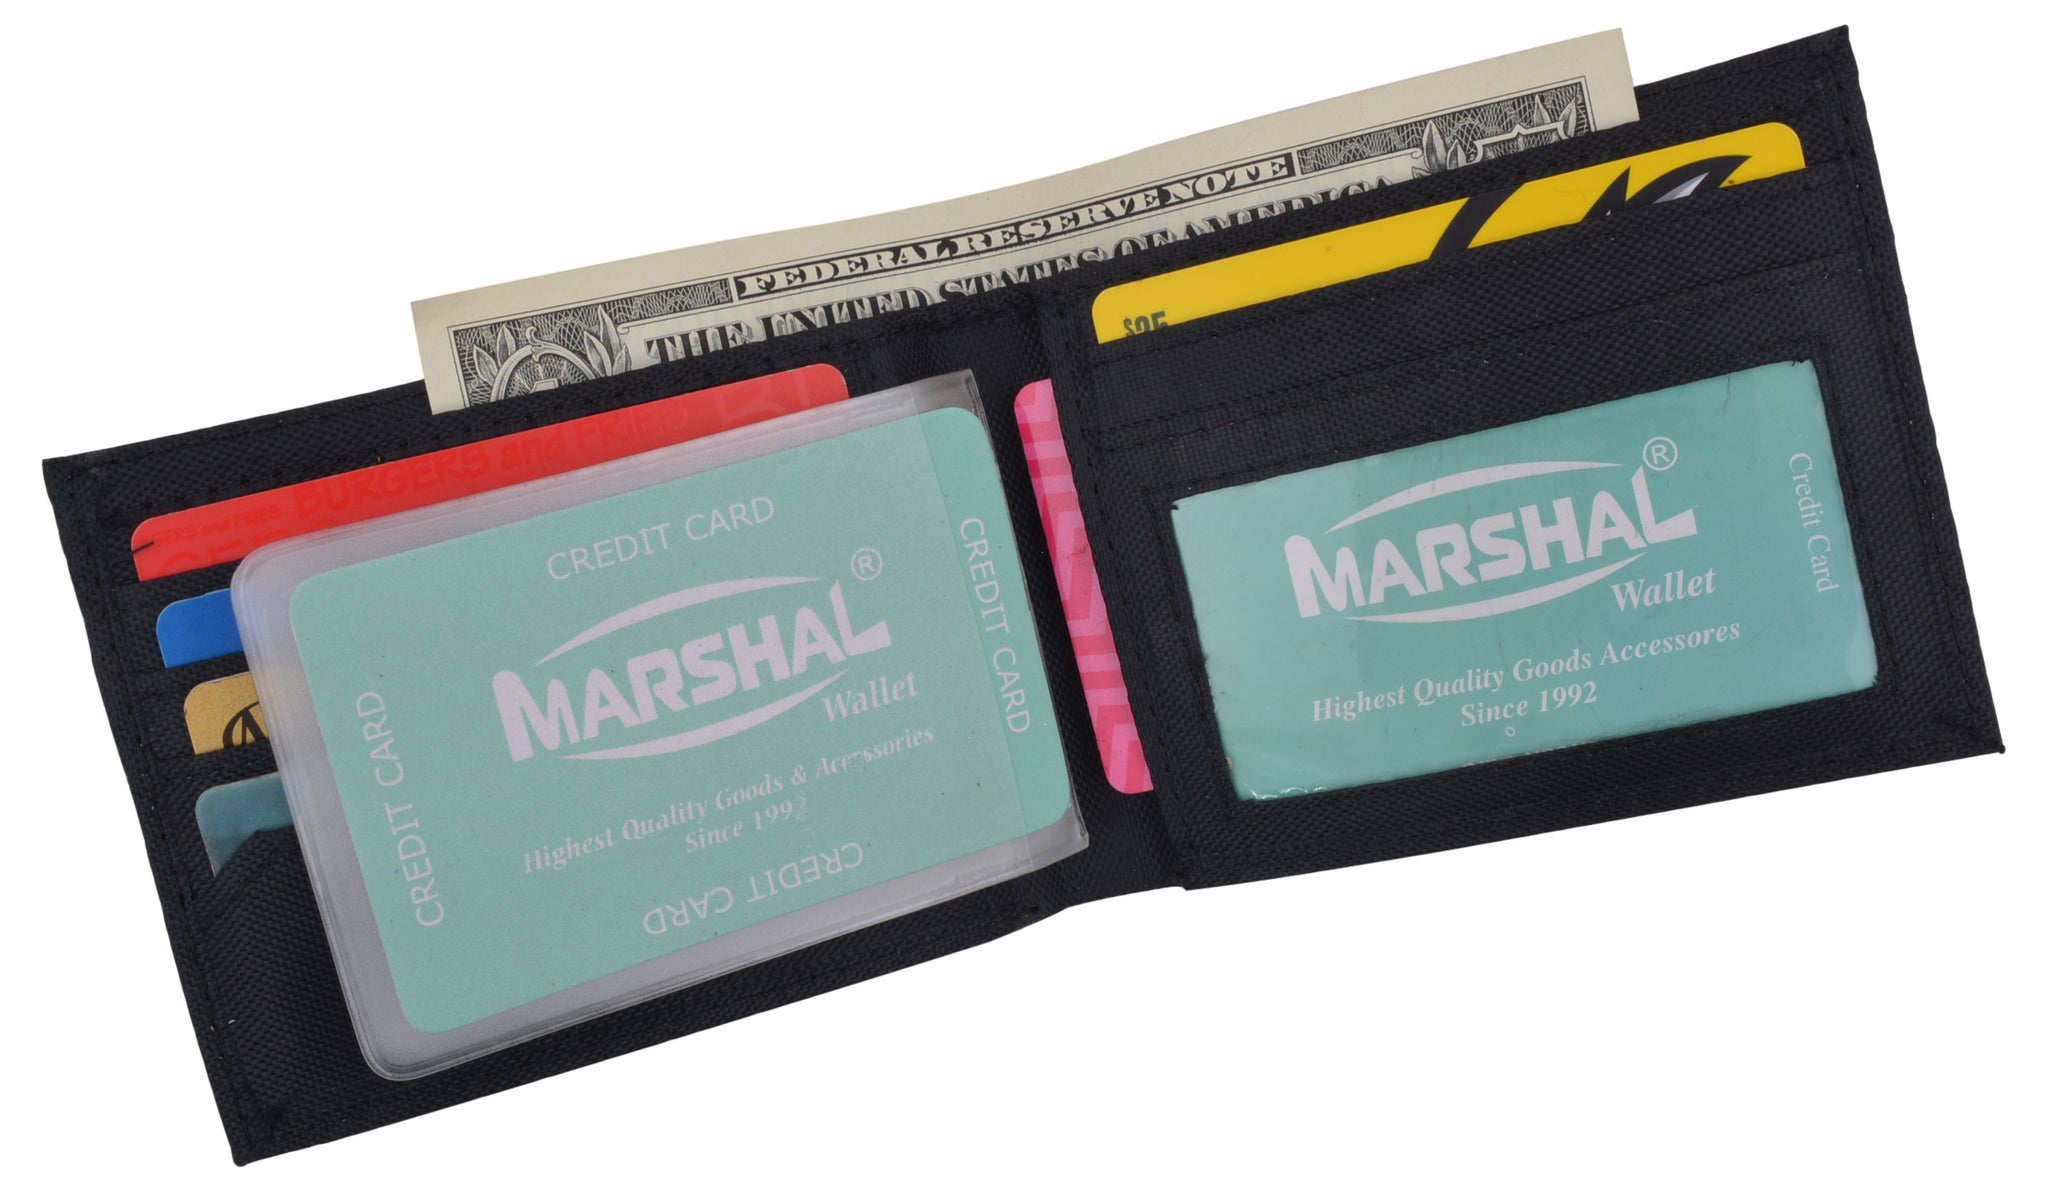 FEDERAL RESERVE NOTE
THE UNITED STATES OF AMERICA
$25
BURGERS and FRIES
CREDIT CARD
CREDIT CARD
CREDIT CARD
CREDIT CARD
MARSHAL®
Wallet
Highest Quality Goods & Accessories
Since 1992
MARSHAL®
Wallet
Highest Quality Goods Accessores
Since 1992
Credit Card